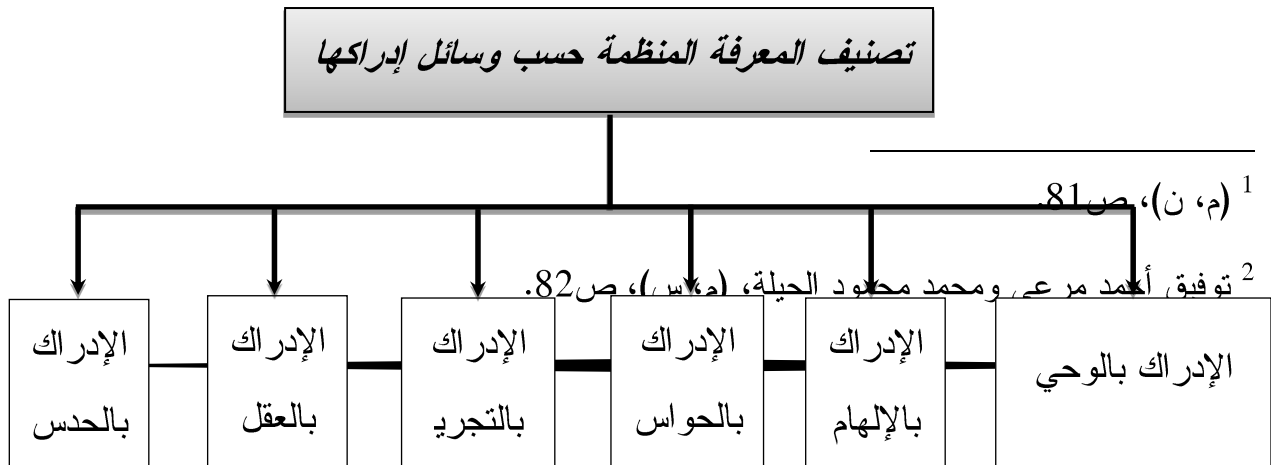 تصنيف المعرفة المنظمة حسب وسائل إدراكها
1 (م، ن)، ص81.
2 توفيق أحمد مرعي ومحمد محمود الحيلة، (م، س)، ص82.
الإدراك بالوحي
الإدراك
بالإلهام
الإدراك
بالحواس
الإدراك
بالتجري
الإدراك
بالعقل
الإدراك
بالحدس